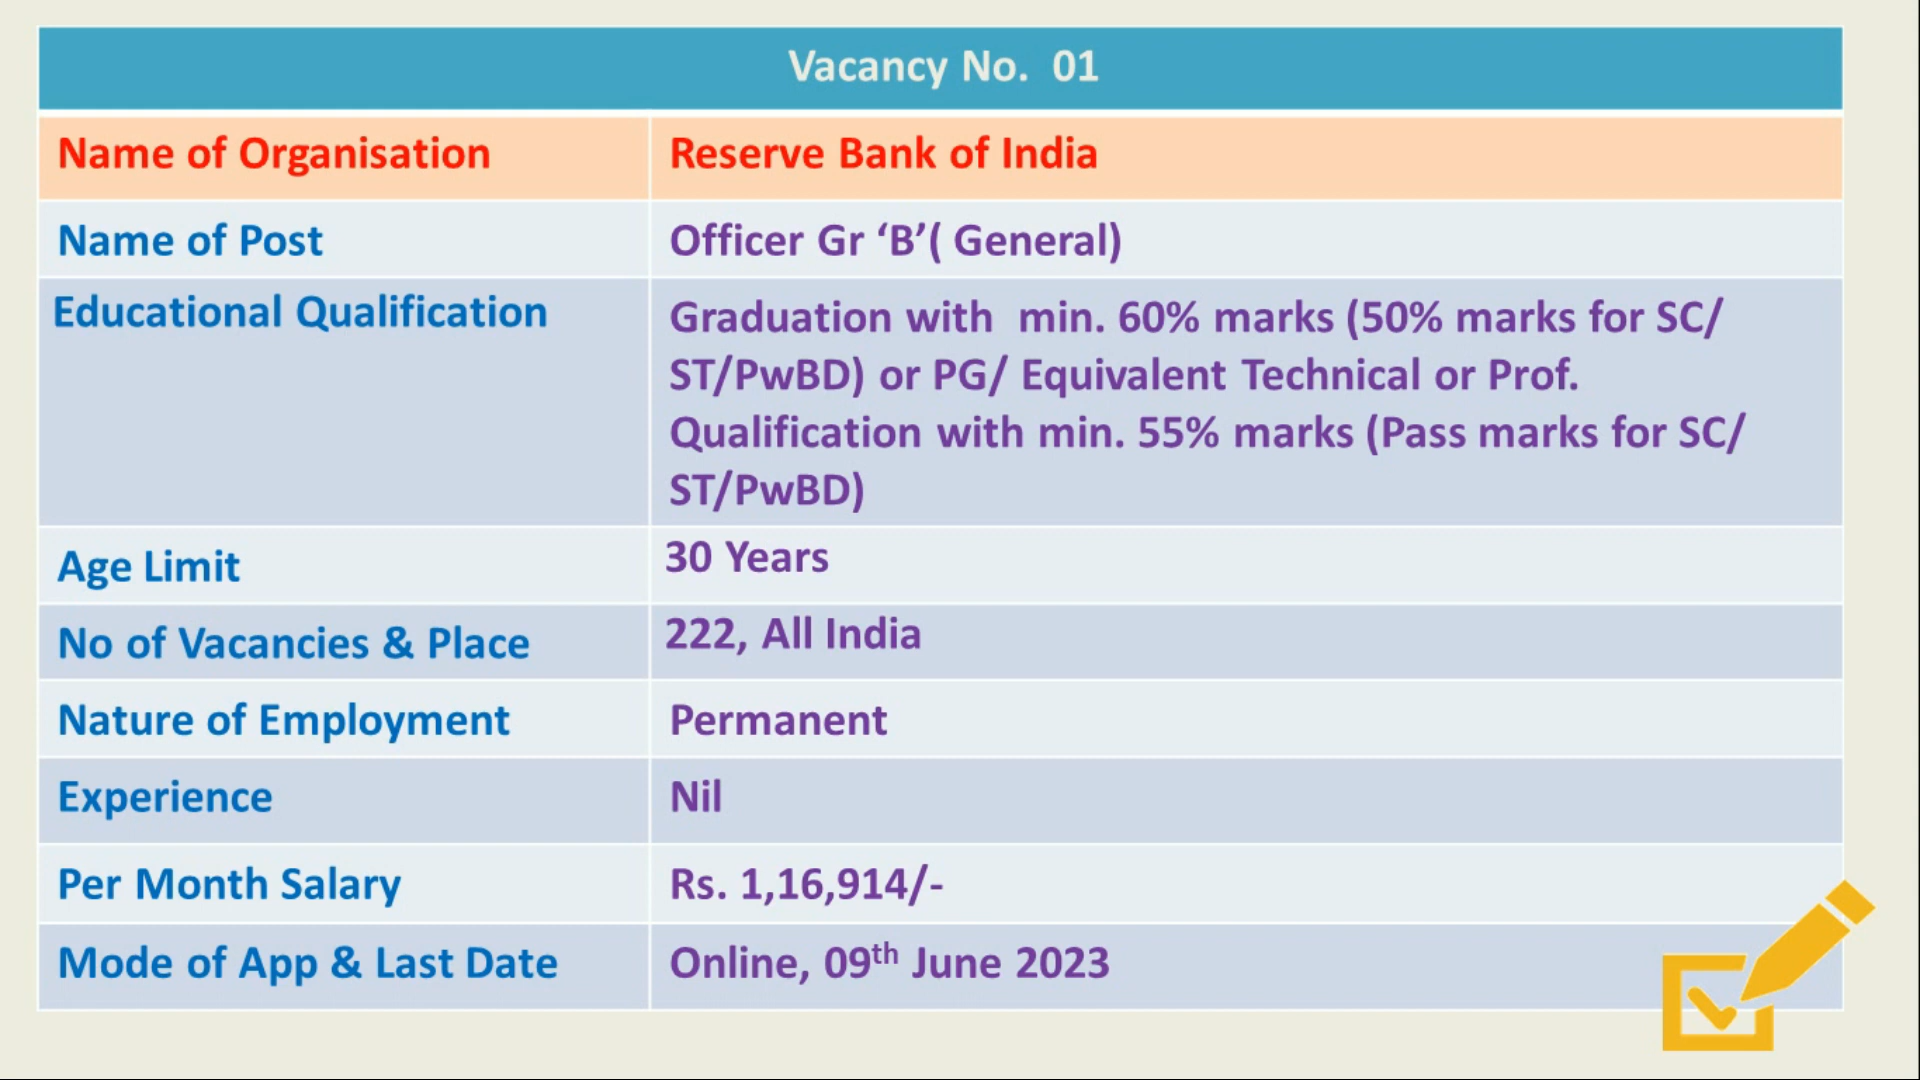 Vacancy No. 01
Name of Organisation
Reserve Bank of India
Name of Post
Officer Gr ‘B’( General)
Educational Qualification
Graduation with min. 60% marks (50% marks for SC/
ST/PwBD) or PG/ Equivalent Technical or Prof.
Qualification with min. 55% marks (Pass marks for SC/
ST/PwBD)
Age Limit
30 Years
No of Vacancies & Place
222, All India
Nature of Employment
Permanent
Experience
Nil
Per Month Salary
Rs. 1,16,914/-
Mode of App & Last Date
Online, 09th June 2023